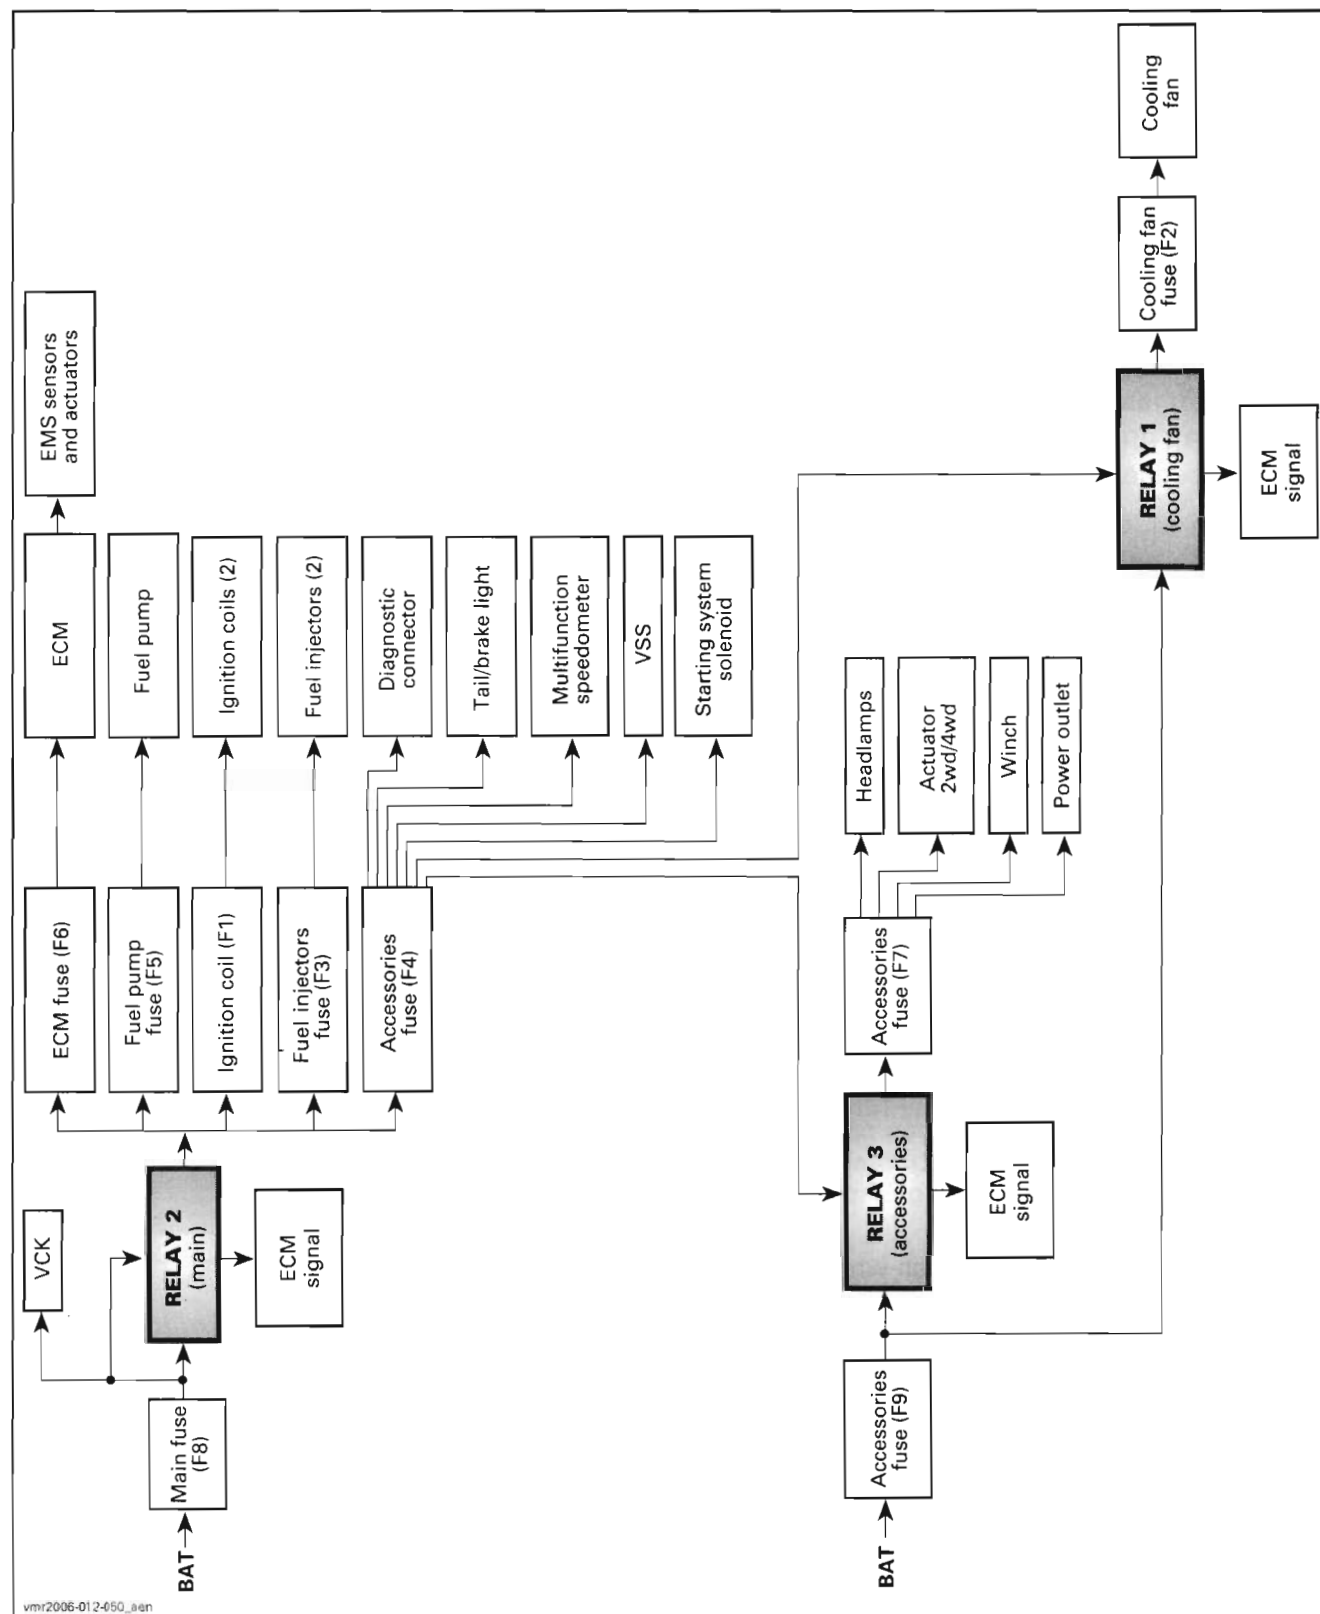 EMS sensors
and actuators
Cooling
fan
Cooling fan
fuse (F2)
RELAY 1
(cooling fan)
ECM
signal
ECM
Fuel pump
Ignition coils (2)
Fuel injectors (2)
Diagnostic
connector
Tail/brake light
Multifunction
speedometer
VSS
Starting system
solenoid
Headlamps
Actuator
2wd/4wd
Winch
Power outlet
ECM fuse (F6)
Fuel pump
fuse (F5)
Ignition coil (F1)
Fuel injectors
fuse (F3)
Accessories
fuse (F4)
Accessories
fuse (F7)
VCK
RELAY 2
(main)
ECM
signal
RELAY 3
(accessories)
ECM
signal
Main fuse
(F8)
Accessories
fuse (F9)
BAT
BAT
vmr2006-012-050_aen